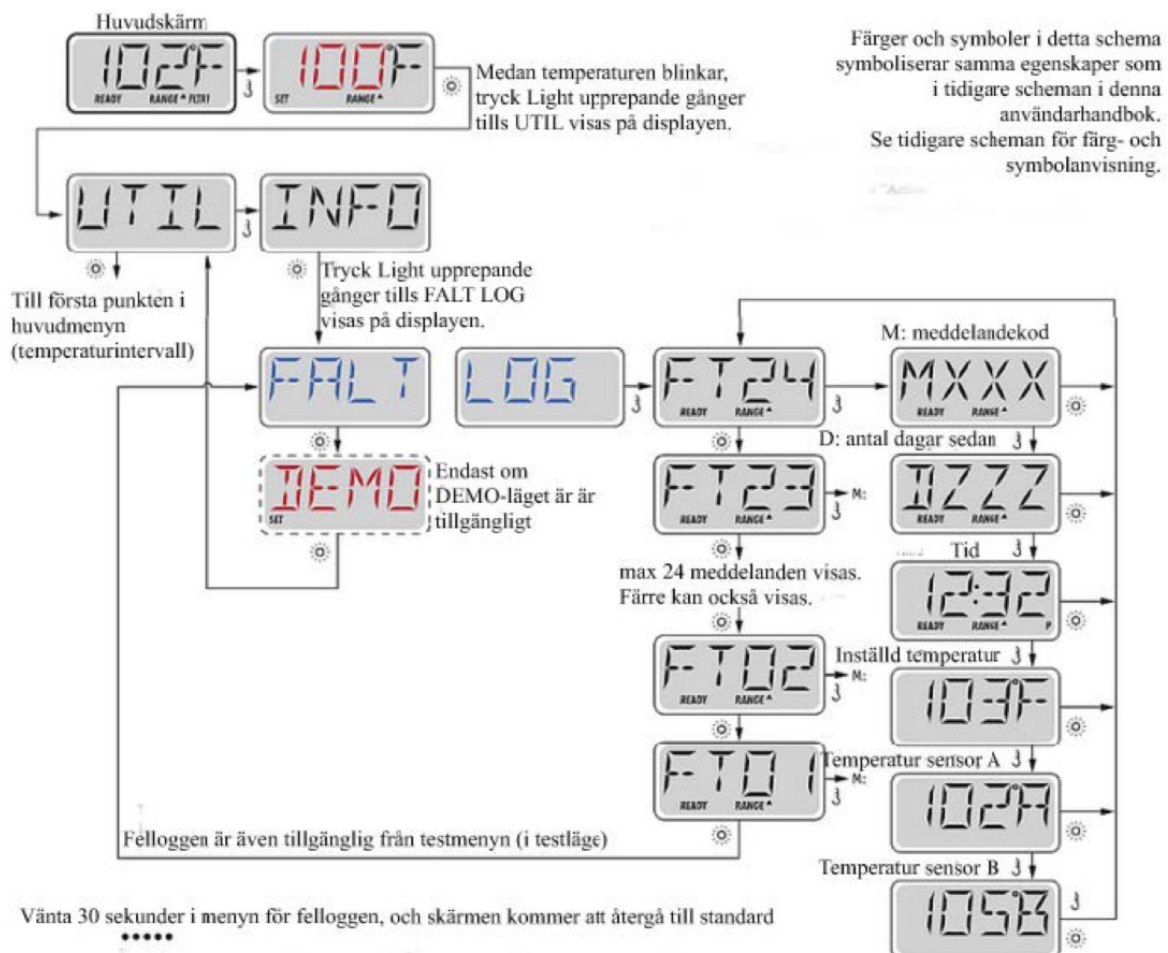 Huvudskärm
102°F
READY RANGE FLTR1
100°F
SET RANGE
Medan temperaturen blinkar,
tryck Light upprepande gånger
tills UTIL visas på displayen.
Färger och symboler i detta schema
symboliserar samma egenskaper som
i tidigare scheman i denna
användarhandbok.
Se tidigare scheman för färg- och
symbolanvisning.
UTIL
INFO
Till första punkten i
huvudmenyn
(temperaturintervall)
Tryck Light upprepande
gånger tills FALT LOG
visas på displayen.
FALT
LOG
DEMO
SET
Endast om
DEMO-läget är är
tillgängligt
FT24
READY RANGE
FT23
READY RANGE
M:
max 24 meddelanden visas.
Färre kan också visas.
FT02
READY RANGE
M:
FT01
READY RANGE
M:
M: meddelandekod
MXXX
READY RANGE
D: antal dagar sedan
DZZZ
READY RANGE
Tid
12:32
READY RANGE P
Inställd temperatur
103°F
Temperatur sensor A
102°A
Temperatur sensor B
105°B
Felloggen är även tillgänglig från testmenyn (i testläge)
Vänta 30 sekunder i menyn för felloggen, och skärmen kommer att återgå till standard